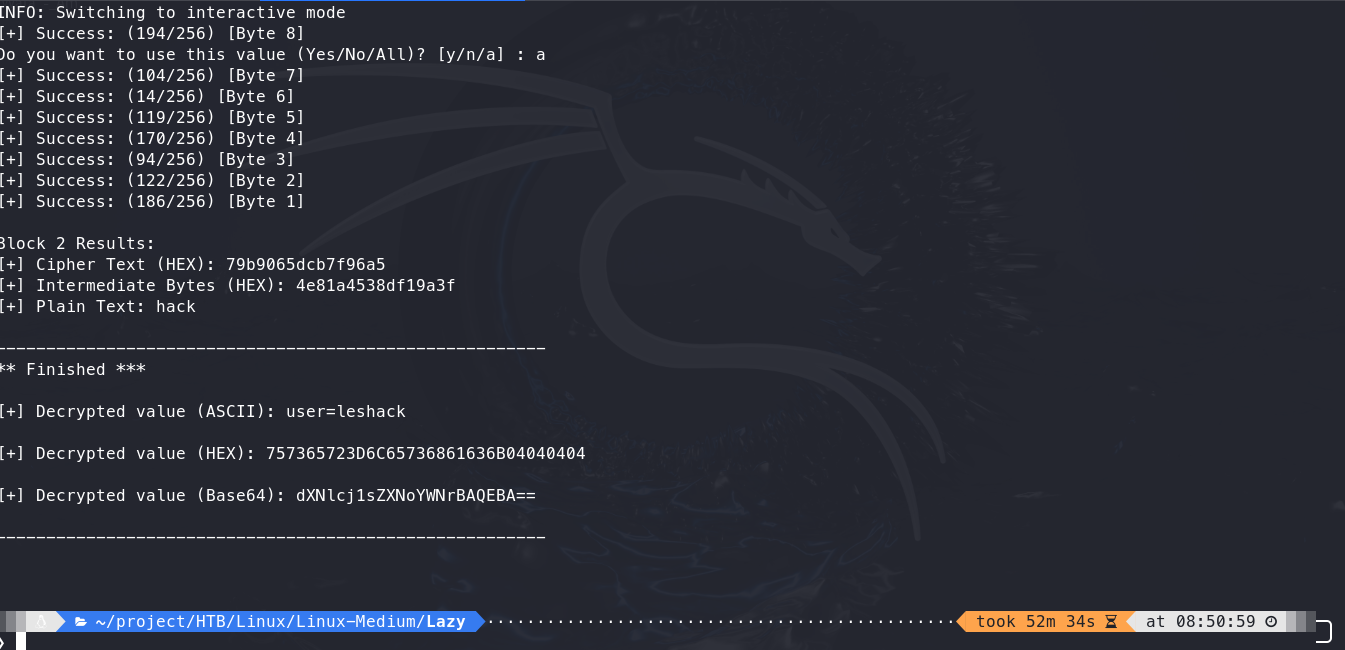 INFO: Switching to interactive mode
[+] Success: (194/256) [Byte 8]
Do you want to use this value (Yes/No/All)? [y/n/a] : a
[+] Success: (104/256) [Byte 7]
[+] Success: (14/256) [Byte 6]
[+] Success: (119/256) [Byte 5]
[+] Success: (170/256) [Byte 4]
[+] Success: (94/256) [Byte 3]
[+] Success: (122/256) [Byte 2]
[+] Success: (186/256) [Byte 1]
Block 2 Results:
[+] Cipher Text (HEX): 79b9065dcb7f96a5
[+] Intermediate Bytes (HEX): 4e81a4538df19a3f
[+] Plain Text: hack
-------------------------------------------------------
** Finished ***
[+] Decrypted value (ASCII): user=leshack
[+] Decrypted value (HEX): 757365723D6C65736861636B04040404
[+] Decrypted value (Base64): dXNlcj1sZXNoYWNrBAQEBA==
-------------------------------------------------------
~/project/HTB/Linux/Linux-Medium/Lazy took 52m 34s at 08:50:59